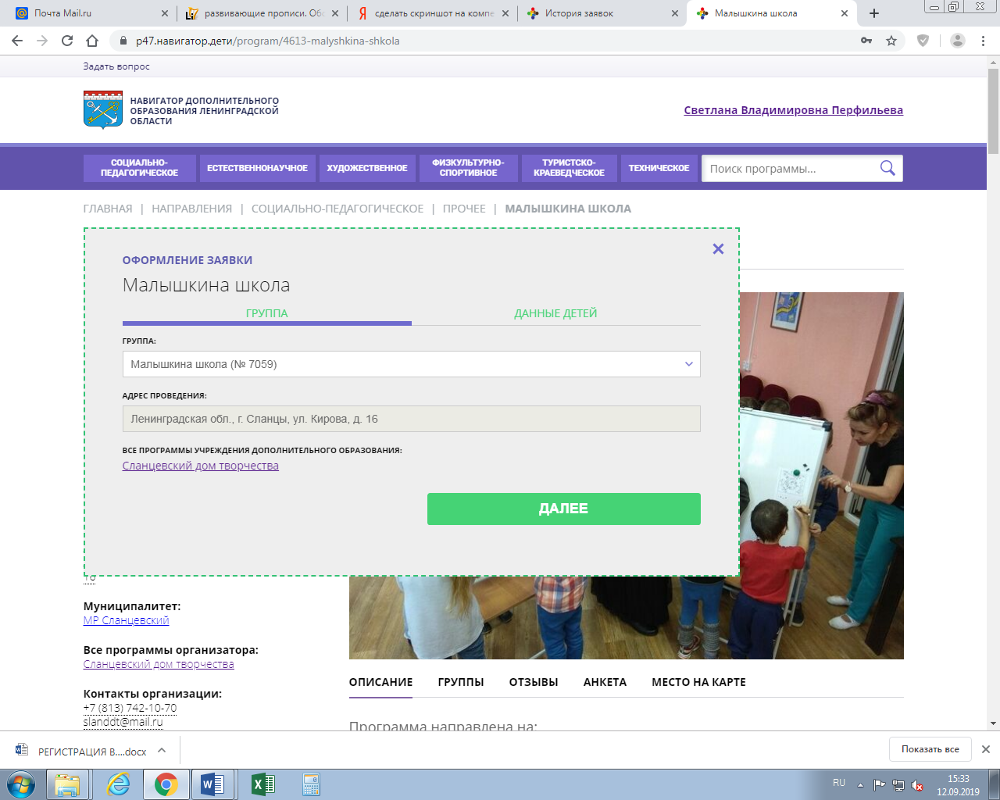 Почта Mail.ru
развивающие прописи. Обо
сделать скриншот на компе
История заявок
Малышкина школа
р47.навигатор.дети/program/4613-malyshkina-shkola
Задать вопрос
НАВИГАТОР ДОПОЛНИТЕЛЬНОГО
ОБРАЗОВАНИЯ ЛЕНИНГРАДСКОЙ
ОБЛАСТИ
Светлана Владимировна Перфильева
СОЦИАЛЬНО-
ПЕДАГОГИЧЕСКОЕ
ЕСТЕСТВЕННОНАУЧНОЕ
ХУДОЖЕСТВЕННОЕ
ФИЗКУЛЬТУРНО-
СПОРТИВНОЕ
ТУРИСТСКО-
КРАЕВЕДЧЕСКОЕ
ТЕХНИЧЕСКОЕ
Поиск программы...
ГЛАВНАЯ | НАПРАВЛЕНИЯ | СОЦИАЛЬНО-ПЕДАГОГИЧЕСКОЕ | ПРОЧЕЕ | МАЛЫШКИНА ШКОЛА
ОФОРМЛЕНИЕ ЗАЯВКИ
Малышкина школа
ГРУППА
ДАННЫЕ ДЕТЕЙ
ГРУППА:
Малышкина школа (№ 7059)
АДРЕС ПРОВЕДЕНИЯ:
Ленинградская обл., г. Сланцы, ул. Кирова, д. 16
ВСЕ ПРОГРАММЫ УЧРЕЖДЕНИЯ ДОПОЛНИТЕЛЬНОГО ОБРАЗОВАНИЯ:
Сланцевский дом творчества
ДАЛЕЕ
16
Муниципалитет:
МР Сланцевский
Все программы организатора:
Сланцевский дом творчества
Контакты организации:
+7 (813) 742-10-70
slanddt@mail.ru
ОПИСАНИЕ
ГРУППЫ
ОТЗЫВЫ
АНКЕТА
МЕСТО НА КАРТЕ
Программа направлена на:
РЕГИСТРАЦИЯ В....docx
Показать все
RU
15:33
12.09.2019